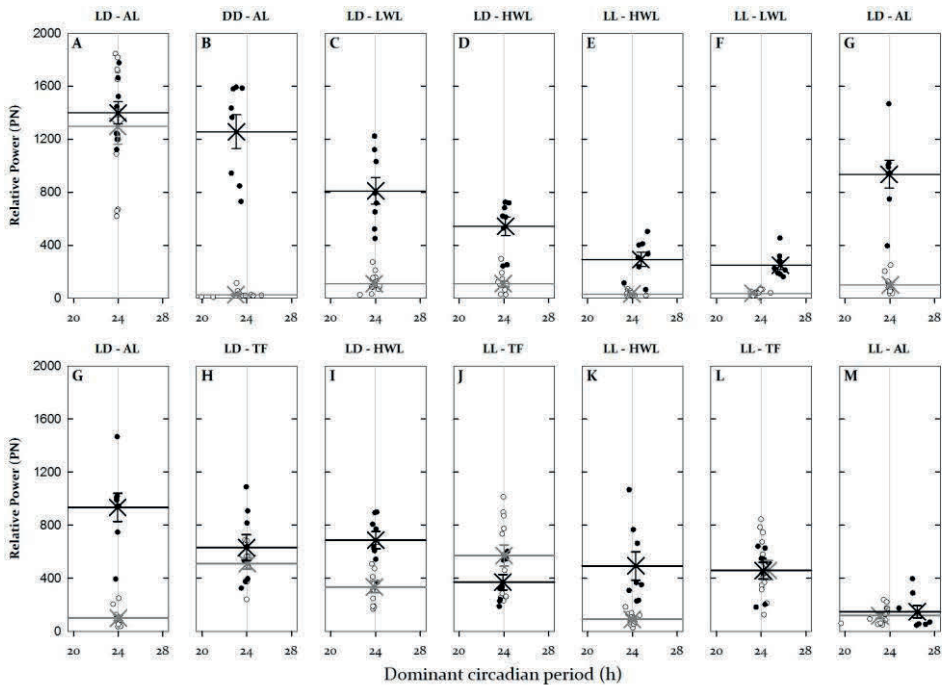 LD - AL DD - AL LD - LWL LD - HWL LL - HWL LL - LWL LD - AL
2000 A B C D E F G
1600
1200
800
400
0
20 24 28 20 24 28 20 24 28 20 24 28 20 24 28 20 24 28 20 24 28
Relative Power (PN)
LD - AL LD - TF LD - HWL LL - TF LL - HWL LL - TF LL - AL
2000 G H I J K L M
1600
1200
800
400
0
20 24 28 20 24 28 20 24 28 20 24 28 20 24 28 20 24 28 20 24 28
Relative Power (PN)
Dominant circadian period (h)